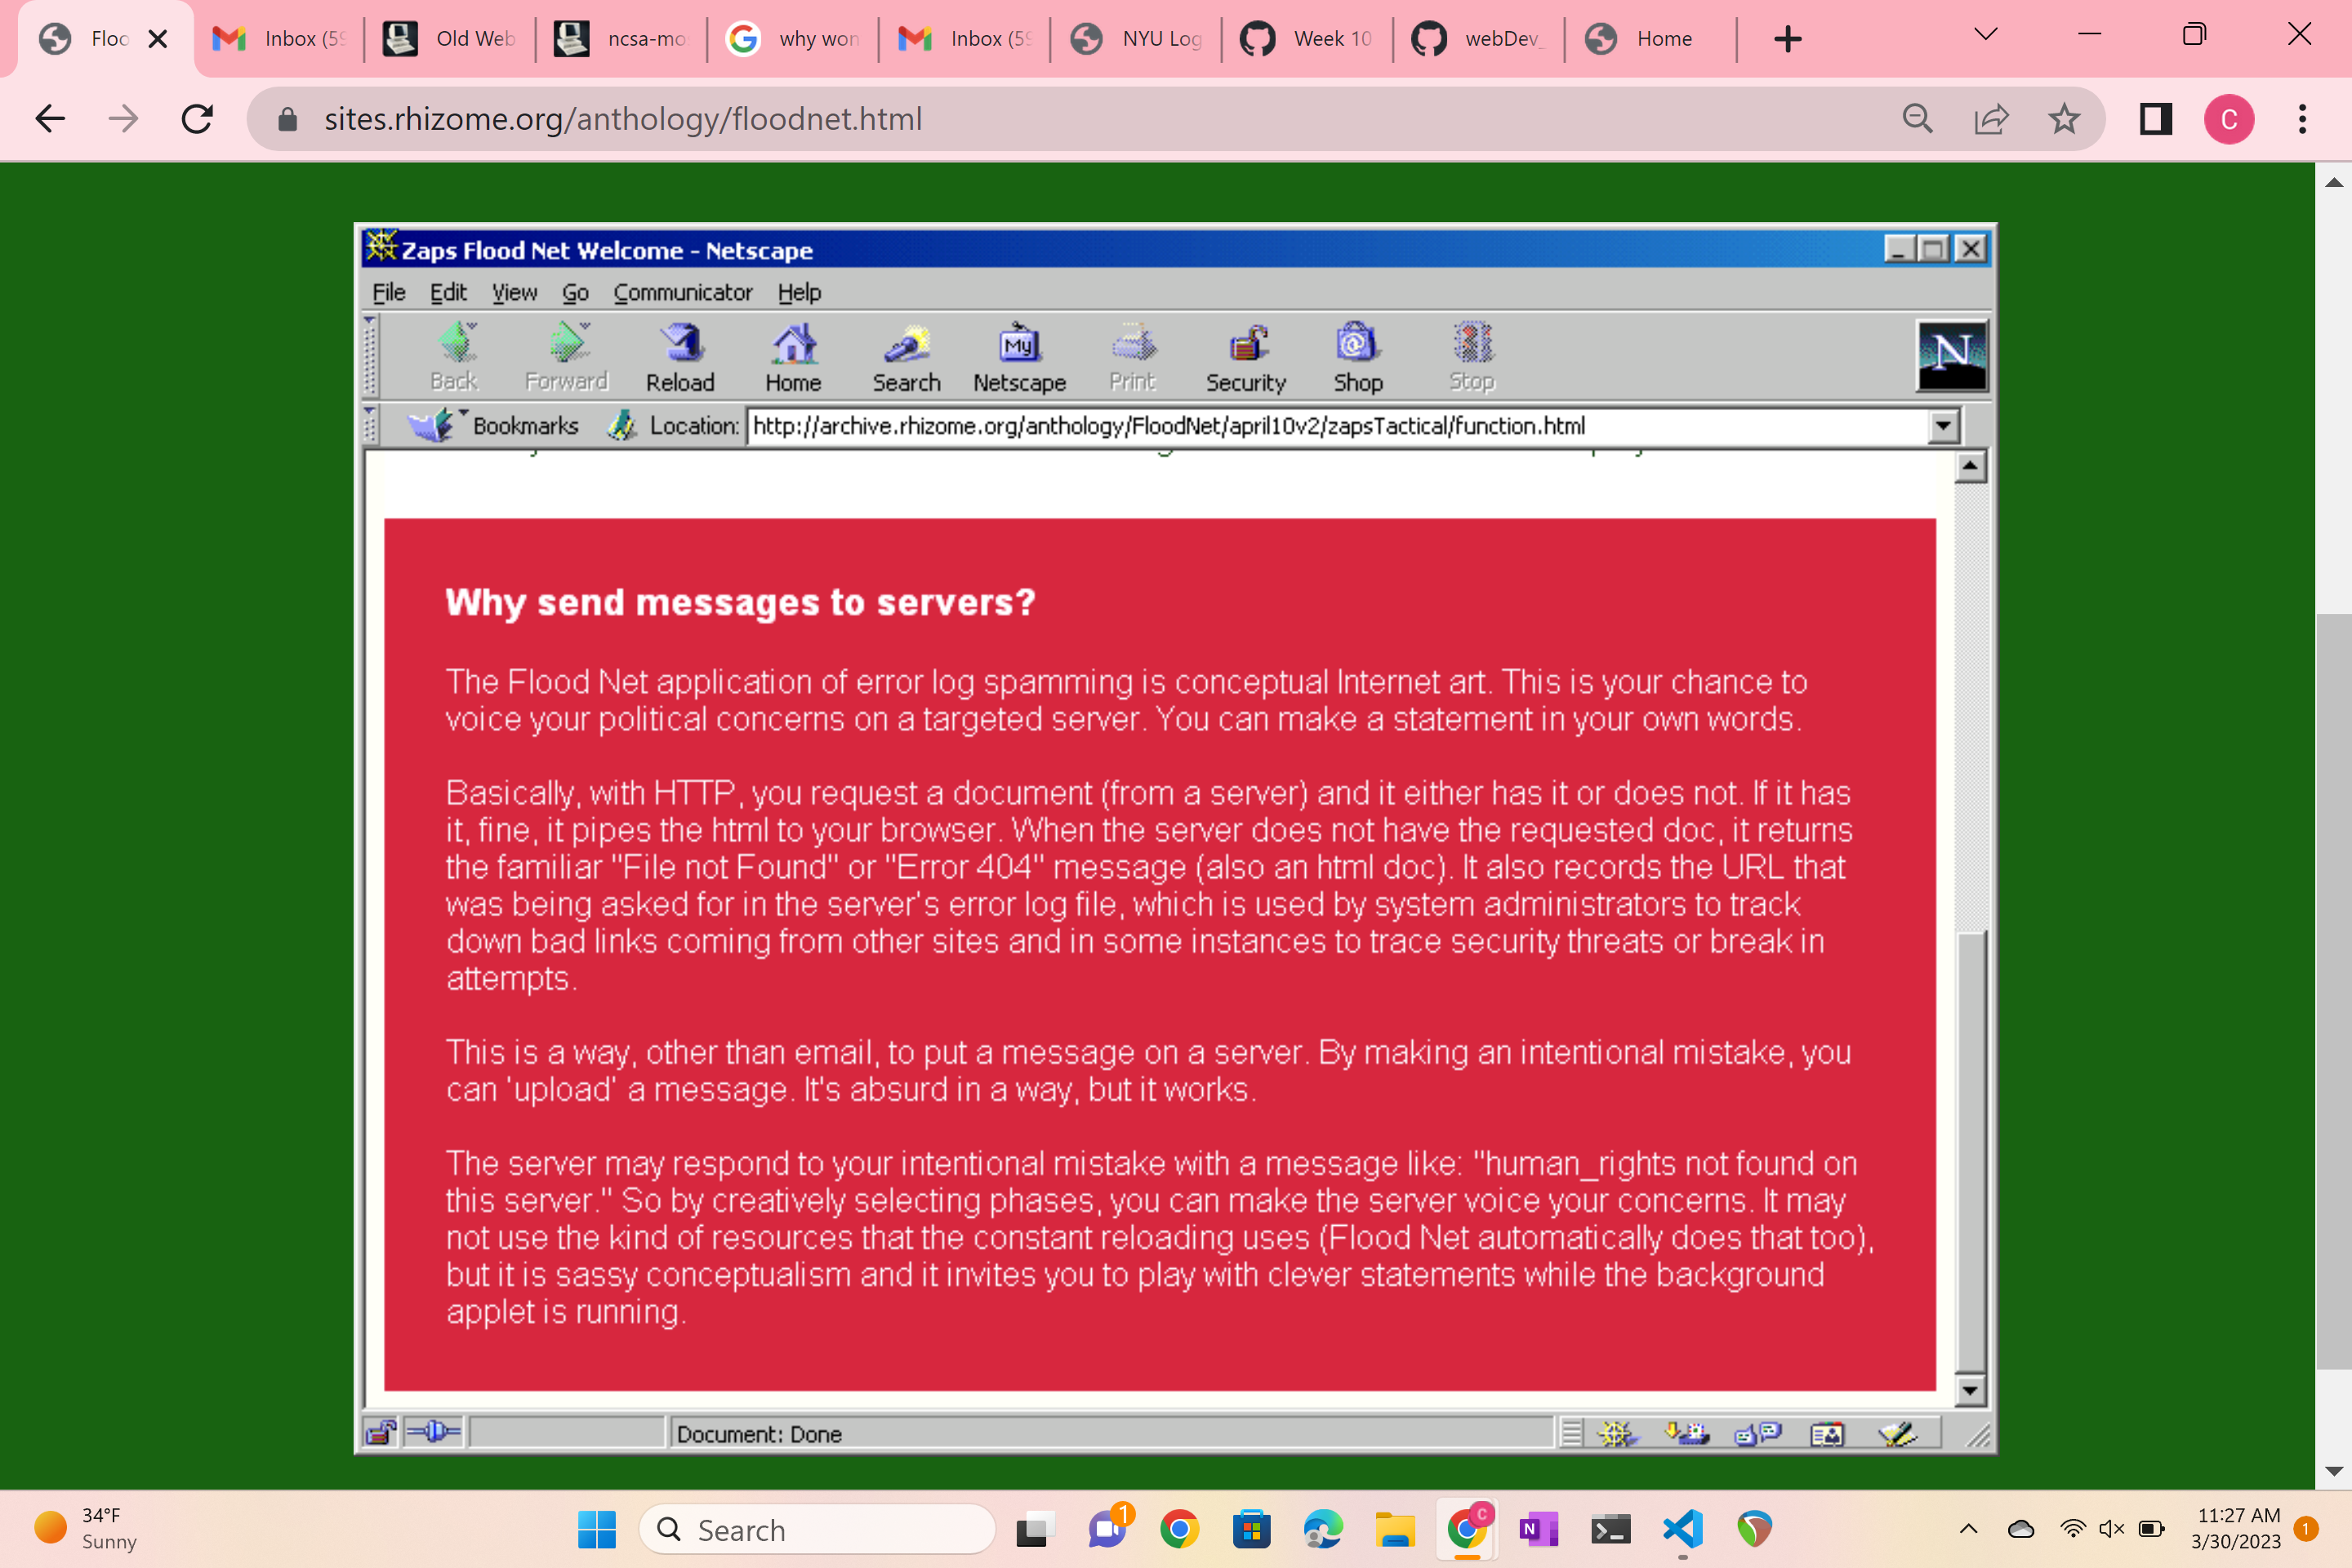 Floo
Inbox (59
Old Web
ncsa-mo
why won
Inbox (59
NYU Log
Week 10
webDev_
Home
sites.rhizome.org/anthology/floodnet.html
C
Zaps Flood Net Welcome - Netscape
File Edit View Go Communicator Help
My
N
Back Forward Reload Home Search Netscape Print Security Shop Stop
Bookmarks Location: http://archive.rhizome.org/anthology/FloodNet/april10v2/zapsTactical/function.html
Why send messages to servers?
The Flood Net application of error log spamming is conceptual Internet art. This is your chance to
voice your political concerns on a targeted server. You can make a statement in your own words.
Basically, with HTTP, you request a document (from a server) and it either has it or does not. If it has
it, fine, it pipes the html to your browser. When the server does not have the requested doc, it returns
the familiar "File not Found" or "Error 404" message (also an html doc). It also records the URL that
was being asked for in the server's error log file, which is used by system administrators to track
down bad links coming from other sites and in some instances to trace security threats or break in
attempts.
This is a way, other than email, to put a message on a server. By making an intentional mistake, you
can 'upload' a message. It's absurd in a way, but it works.
The server may respond to your intentional mistake with a message like: "human_rights not found on
this server." So by creatively selecting phases, you can make the server voice your concerns. It may
not use the kind of resources that the constant reloading uses (Flood Net automatically does that too),
but it is sassy conceptualism and it invites you to play with clever statements while the background
applet is running.
Document: Done
34°F
Sunny
Search
1
C
N
11:27 AM
3/30/2023
1